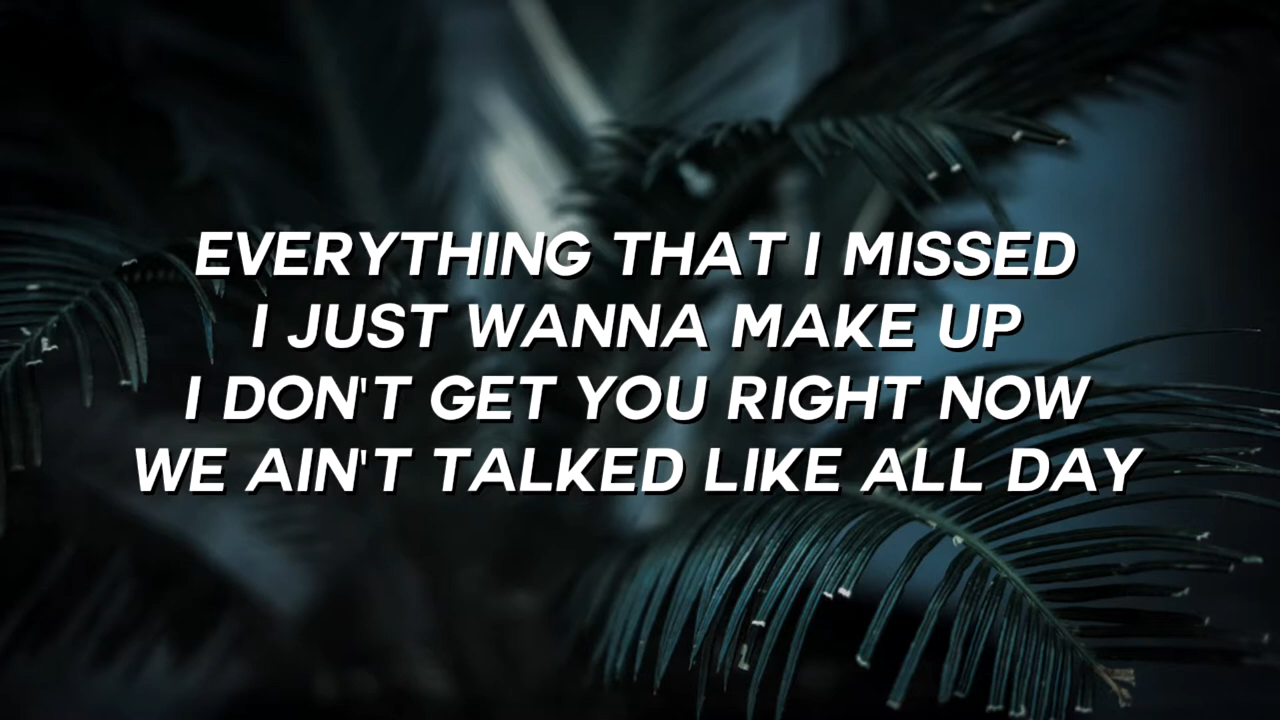 EVERYTHING THAT I MISSED
I JUST WANNA MAKE UP
I DON'T GET YOU RIGHT NOW
WE AIN'T TALKED LIKE ALL DAY